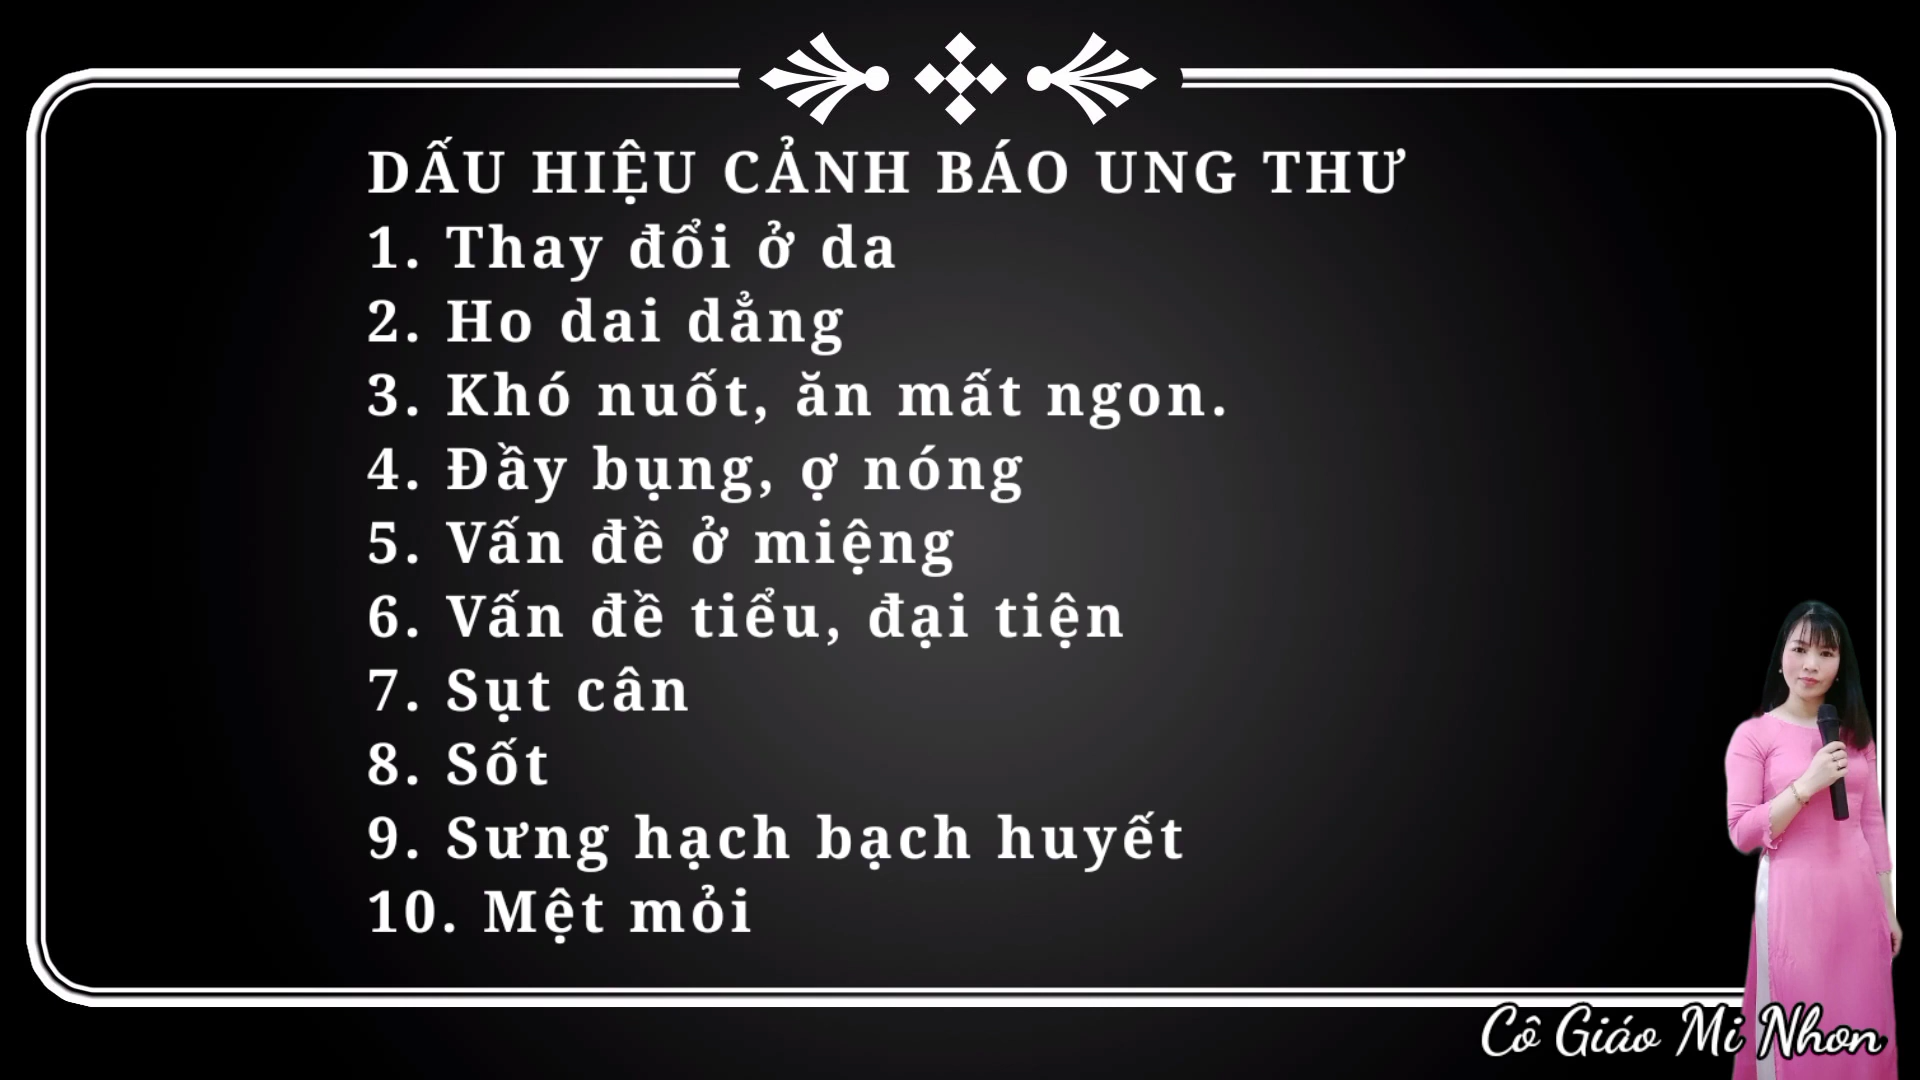 DẤU HIỆU CẢNH BÁO UNG THƯ
1. Thay đổi ở da
2. Ho dai dẳng
3. Khó nuốt, ăn mất ngon.
4. Đầy bụng, ợ nóng
5. Vấn đề ở miệng
6. Vấn đề tiểu, đại tiện
7. Sụt cân
8. Sốt
9. Sưng hạch bạch huyết
10. Mệt mỏi
Cô Giáo Mi Nhon